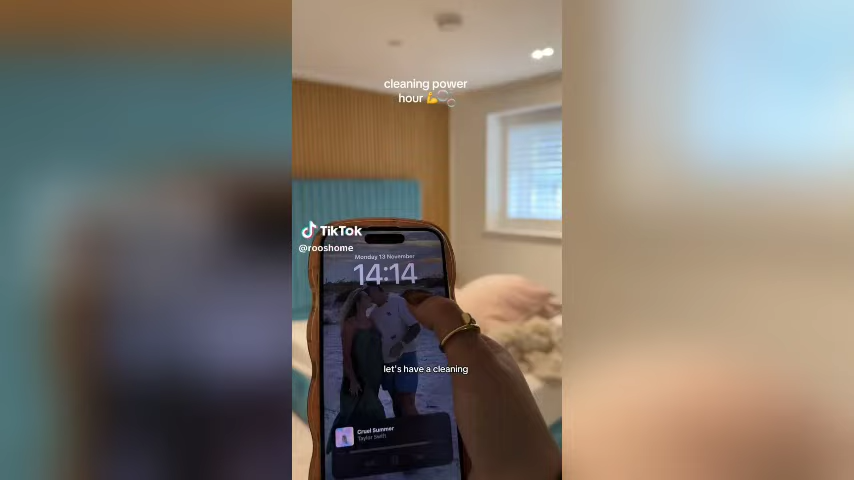 cleaning power
hour 💪🫧
TikTok
@rooshome
Monday 13 November
14:14
let's have a cleaning
Cruel Summer
Taylor Swift